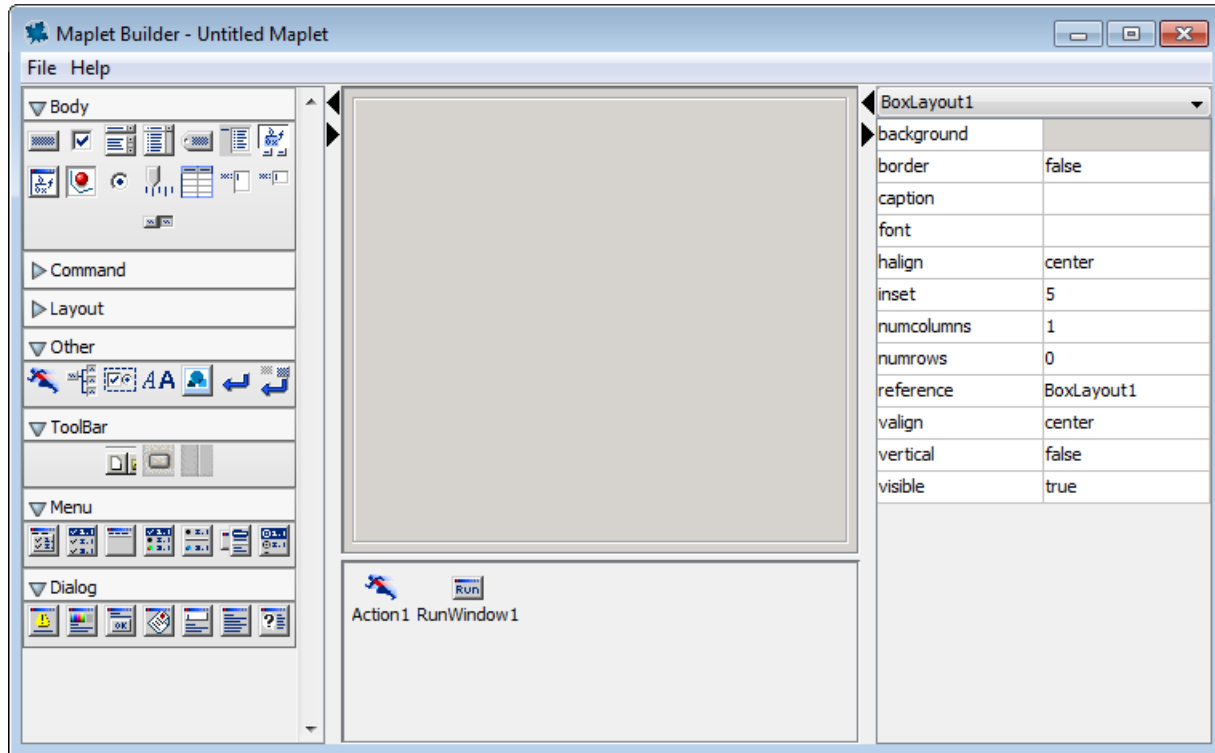 Maplet Builder - Untitled Maplet
File Help
Body
Command
Layout
Other
AA
ToolBar
Menu
Dialog
OK
Run
Action1 RunWindow1
BoxLayout1
background
border false
caption
font
halign center
inset 5
numcolumns 1
numrows 0
reference BoxLayout1
valign center
vertical false
visible true